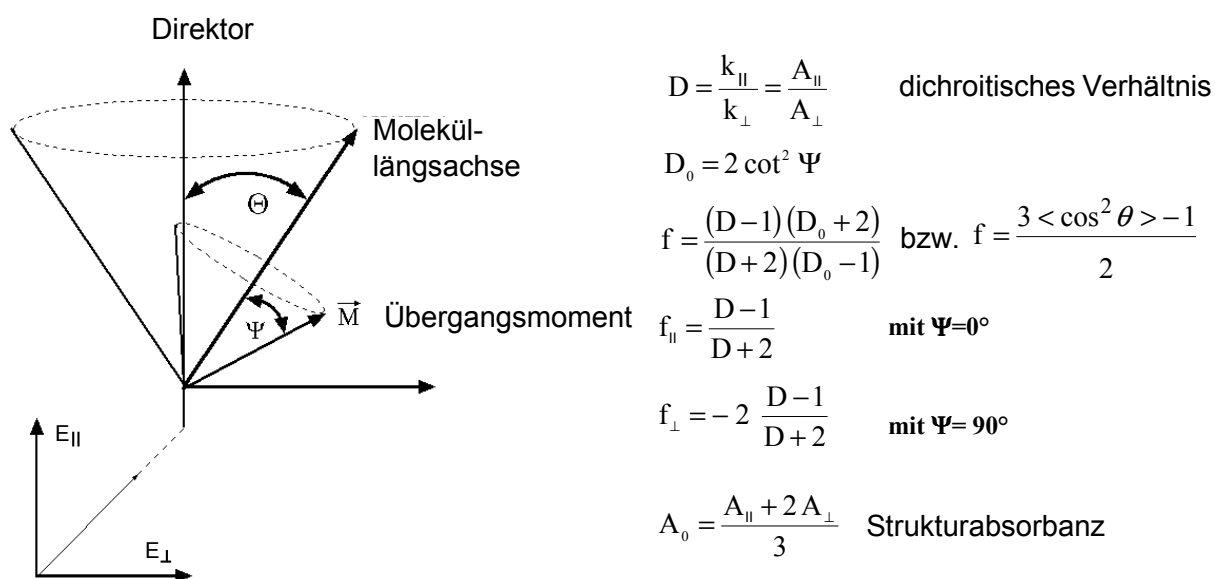 Direktor
Molekül-
längsachse
Θ
Ψ
M⃗ Übergangsmoment
E||
E⊥
D = k|| / k⊥ = A|| / A⊥ dichroitisches Verhältnis
D₀ = 2 cot² Ψ
f = (D−1)(D₀+2) / (D+2)(D₀−1) bzw. f = 3 < cos² θ > −1 / 2
f|| = D−1 / D+2 mit Ψ=0°
f⊥ = − 2 D−1 / D+2 mit Ψ= 90°
A₀ = A|| + 2 A⊥ / 3 Strukturabsorbanz